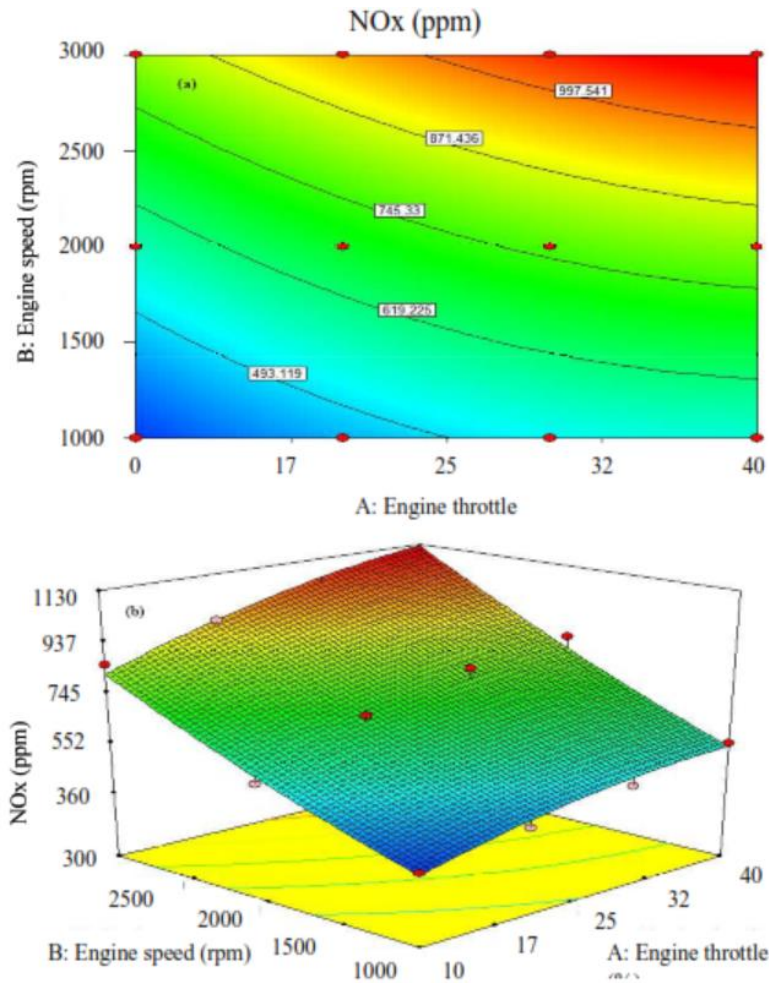 NOx (ppm)
3000
(a)
997.541
871.436
2500
745.33
2000
619.225
1500
493.119
1000
B: Engine speed (rpm)
0 17 25 32 40
A: Engine throttle
1130
(b)
937
745
552
360
300
NOx (ppm)
2500
2000
1500
1000
10
17
25
32
40
B: Engine speed (rpm)
A: Engine throttle